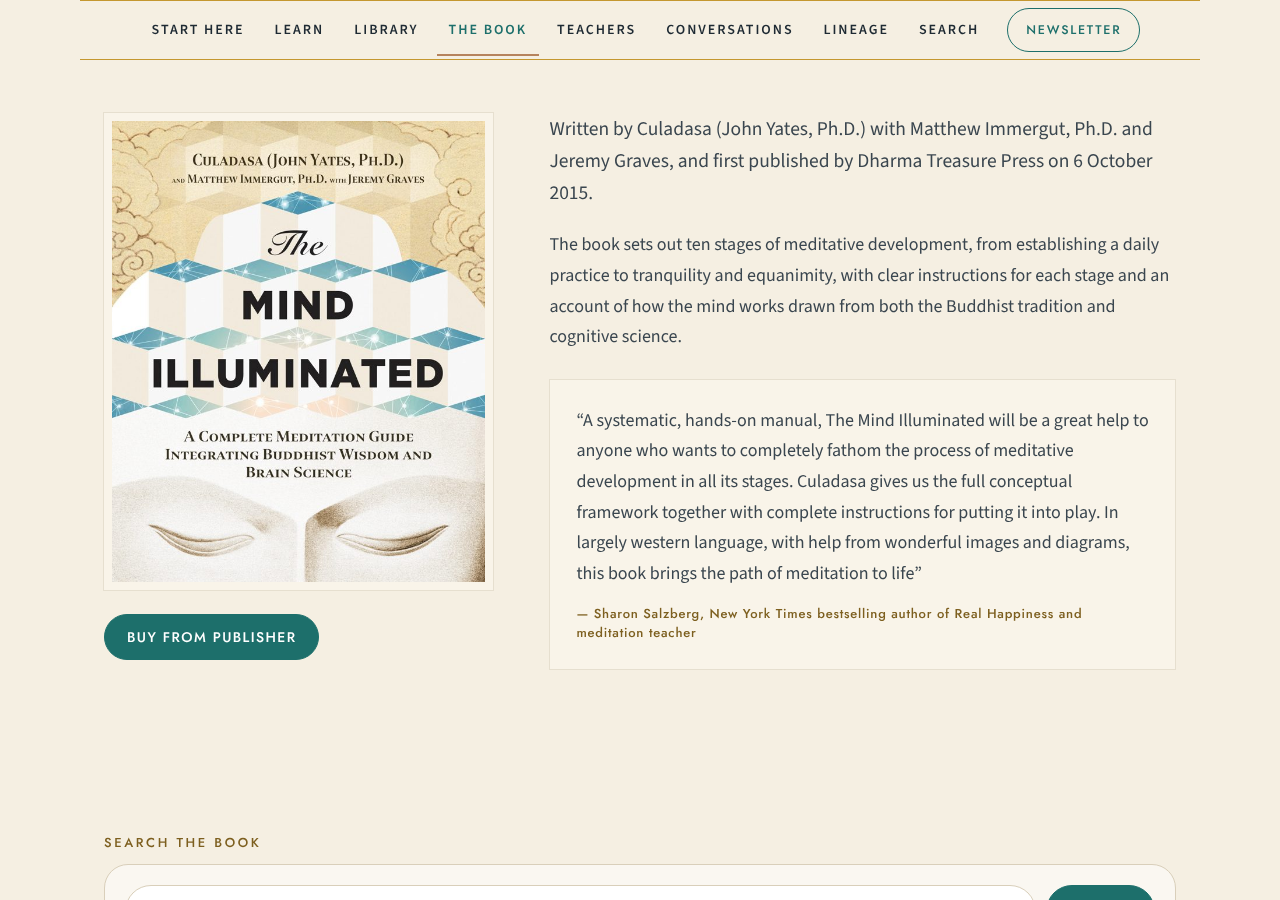 START HERE LEARN LIBRARY THE BOOK TEACHERS CONVERSATIONS LINEAGE SEARCH NEWSLETTER
Culadasa (John Yates, Ph.D.)
and Matthew Immergut, Ph.D. with Jeremy Graves
The
MIND
ILLUMINATED
A Complete Meditation Guide
Integrating Buddhist Wisdom and
Brain Science
BUY FROM PUBLISHER
Written by Culadasa (John Yates, Ph.D.) with Matthew Immergut, Ph.D. and
Jeremy Graves, and first published by Dharma Treasure Press on 6 October
2015.
The book sets out ten stages of meditative development, from establishing a daily
practice to tranquility and equanimity, with clear instructions for each stage and an
account of how the mind works drawn from both the Buddhist tradition and
cognitive science.
“A systematic, hands-on manual, The Mind Illuminated will be a great help to
anyone who wants to completely fathom the process of meditative
development in all its stages. Culadasa gives us the full conceptual
framework together with complete instructions for putting it into play. In
largely western language, with help from wonderful images and diagrams,
this book brings the path of meditation to life”
— Sharon Salzberg, New York Times bestselling author of Real Happiness and
meditation teacher
SEARCH THE BOOK